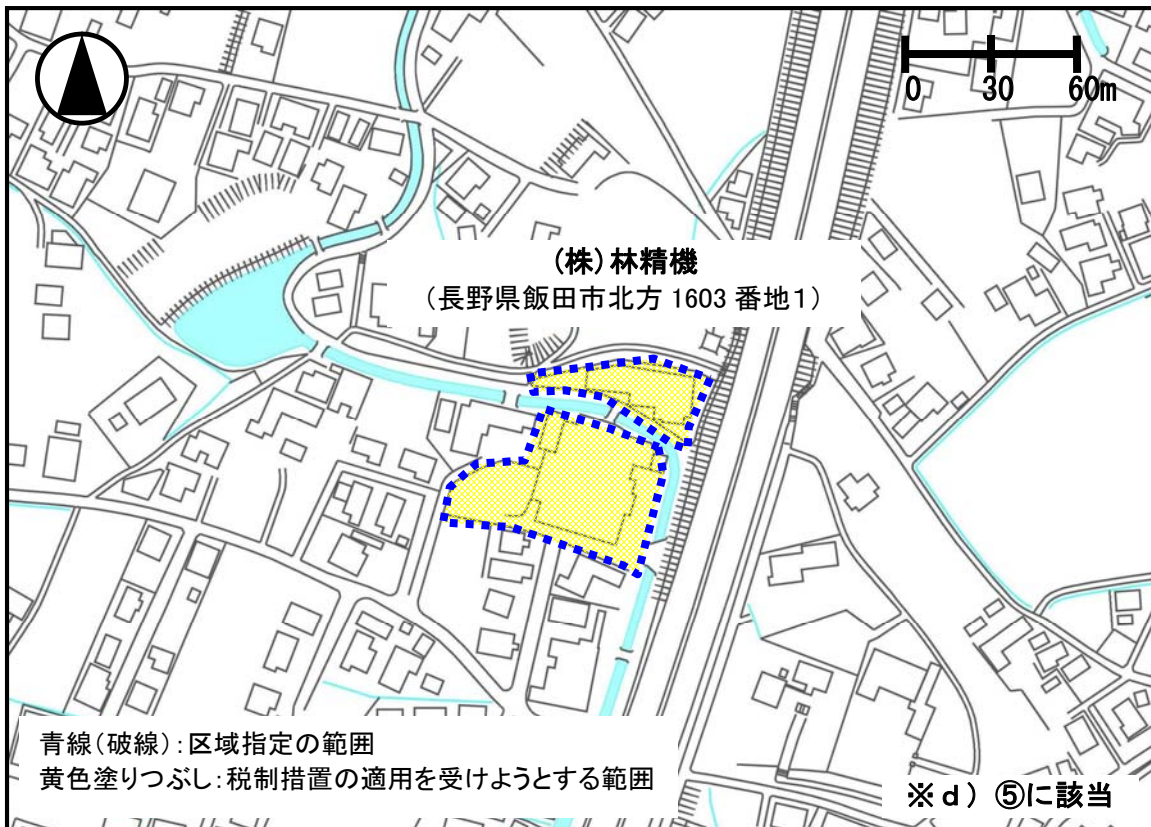 0 30 60m
(株)林精機
(長野県飯田市北方 1603 番地1)
青線(破線):区域指定の範囲
黄色塗りつぶし:税制措置の適用を受けようとする範囲
※d) ⑤に該当